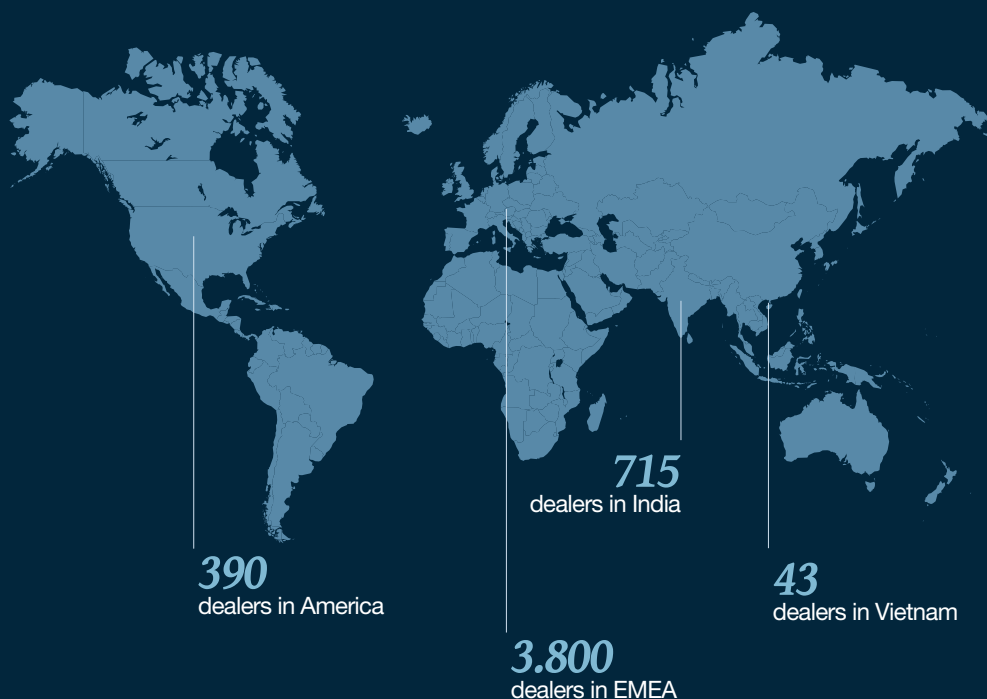 715
dealers in India
390
dealers in America
43
dealers in Vietnam
3.800
dealers in EMEA